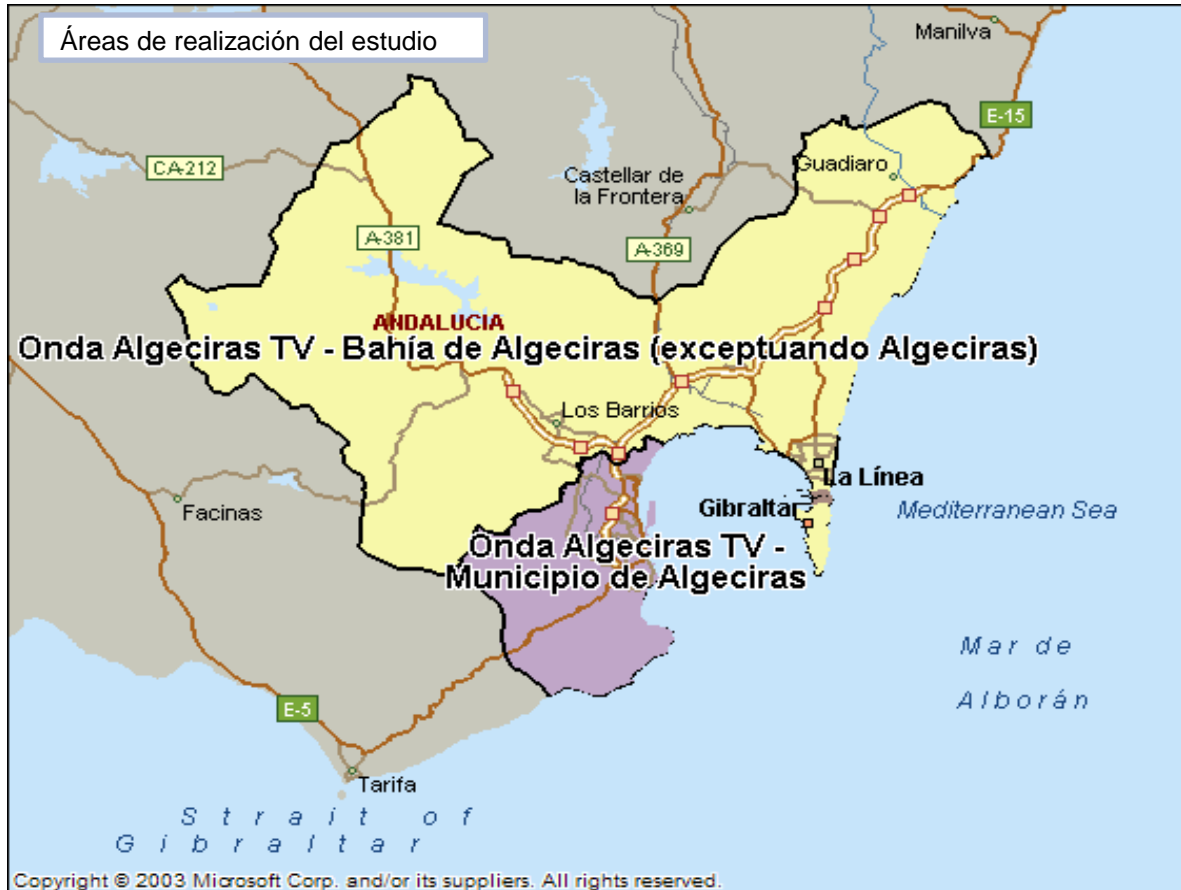 Áreas de realización del estudio
Manilva
E-15
CA-212
Guadiaro
Castellar de
la Frontera
A-381
A-369
ANDALUCIA
Onda Algeciras TV - Bahía de Algeciras (exceptuando Algeciras)
Los Barrios
La Línea
Facinas
Gibraltar
Mediterranean Sea
Onda Algeciras TV -
Municipio de Algeciras
Mar de
Alborán
E-5
Tarifa
Strait of
Gibraltar
Copyright © 2003 Microsoft Corp. and/or its suppliers. All rights reserved.